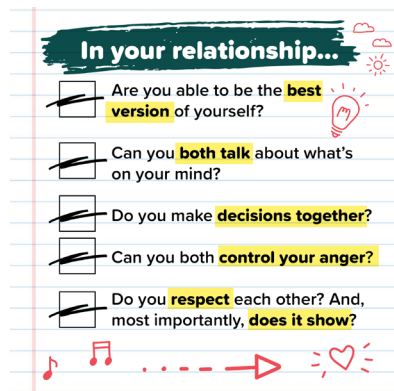 In your relationship...
Are you able to be the best
version of yourself?
Can you both talk about what's
on your mind?
Do you make decisions together?
Can you both control your anger?
Do you respect each other? And,
most importantly, does it show?